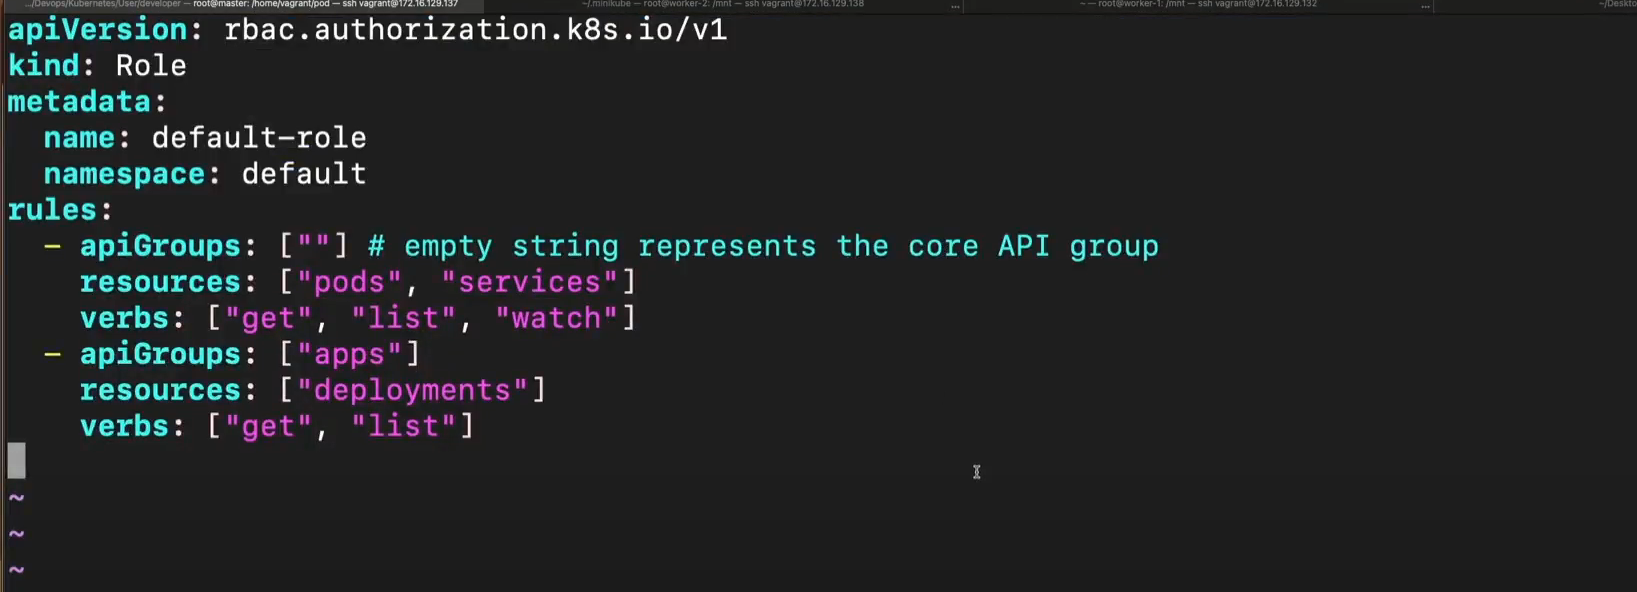 .../Devops/Kubernetes/User/developer — root@master: /home/vagrant/pod — ssh vagrant@172.16.129.137
~/.minikube — root@worker-2: /mnt — ssh vagrant@172.16.129.138
...
~ — root@worker-1: /mnt — ssh vagrant@172.16.129.132
...
~/Deskto
apiVersion: rbac.authorization.k8s.io/v1
kind: Role
metadata:
  name: default-role
  namespace: default
rules:
  - apiGroups: [""] # empty string represents the core API group
    resources: ["pods", "services"]
    verbs: ["get", "list", "watch"]
  - apiGroups: ["apps"]
    resources: ["deployments"]
    verbs: ["get", "list"]
~
~
~